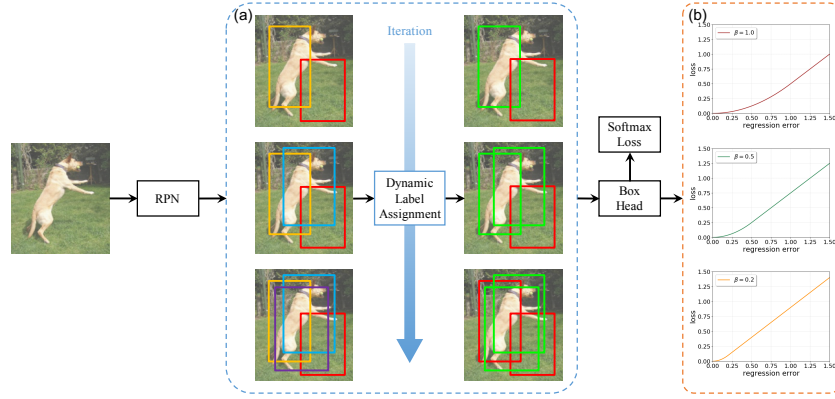 (a)
Iteration
RPN
Dynamic
Label
Assignment
Softmax
Loss
Box
Head
(b)
1.50
1.25
1.00
0.75
0.50
0.25
0.00
loss
β = 1.0
0.00 0.25 0.50 0.75 1.00 1.25 1.50
regression error
1.50
1.25
1.00
0.75
0.50
0.25
0.00
loss
β = 0.5
0.00 0.25 0.50 0.75 1.00 1.25 1.50
regression error
1.50
1.25
1.00
0.75
0.50
0.25
0.00
loss
β = 0.2
0.00 0.25 0.50 0.75 1.00 1.25 1.50
regression error